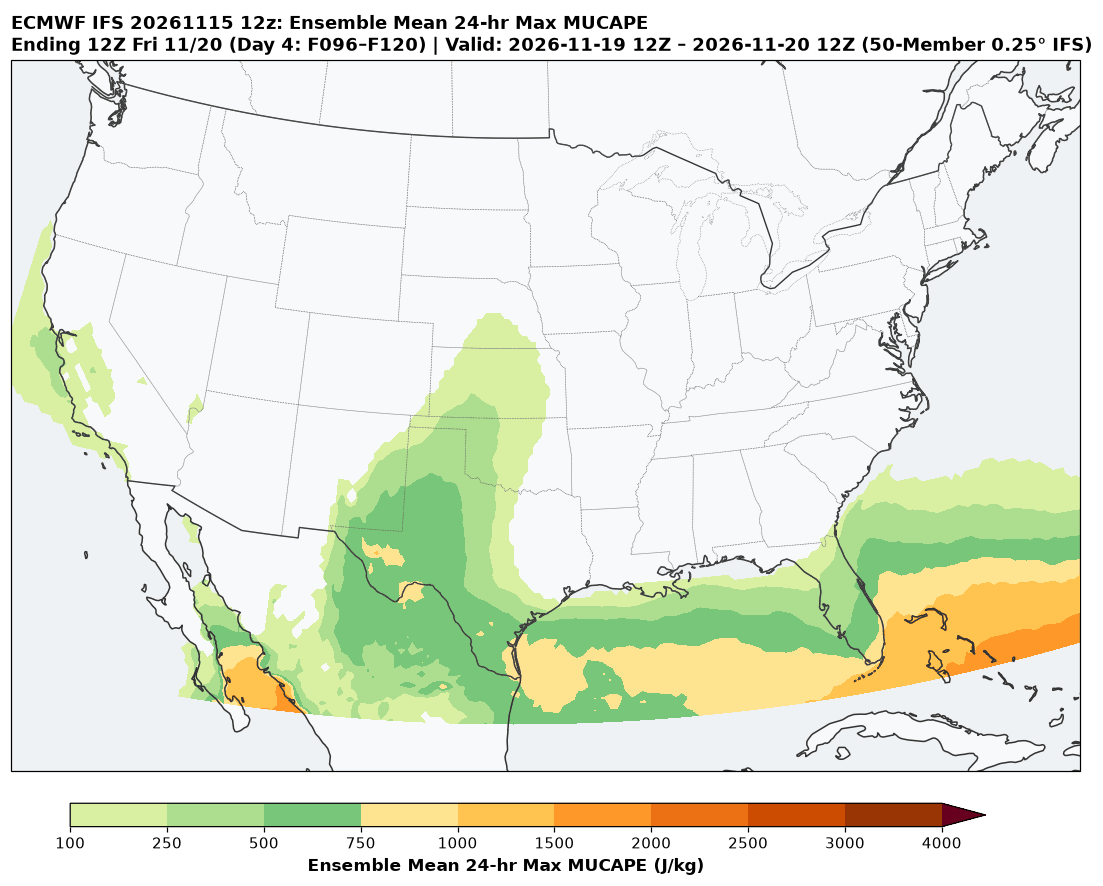 ECMWF IFS 20261115 12z: Ensemble Mean 24-hr Max MUCAPE
Ending 12Z Fri 11/20 (Day 4: F096–F120) | Valid: 2026-11-19 12Z – 2026-11-20 12Z (50-Member 0.25° IFS)
100 250 500 750 1000 1500 2000 2500 3000 4000
Ensemble Mean 24-hr Max MUCAPE (J/kg)